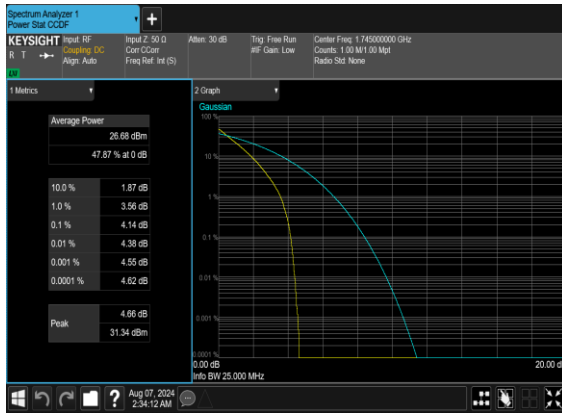 Spectrum Analyzer 1
Power Stat CCDF
+
KEYSIGHT
R T
LXI
Input: RF
Coupling: DC
Align: Auto
Input Z: 50 Ω
Corr CCorr
Freq Ref: Int (S)
Atten: 30 dB
Trig: Free Run
#IF Gain: Low
Center Freq: 1.745000000 GHz
Counts: 1.00 M/1.00 Mpt
Radio Std: None
1 Metrics
Average Power
26.68 dBm
47.87 % at 0 dB
10.0 % 1.87 dB
1.0 % 3.56 dB
0.1 % 4.14 dB
0.01 % 4.38 dB
0.001 % 4.55 dB
0.0001 % 4.62 dB
Peak
4.66 dB
31.34 dBm
2 Graph
Gaussian
100 %
10 %
1 %
0.1 %
0.01 %
0.001 %
0.0001 %
0.00 dB
20.00 d
Info BW 25.000 MHz
?
Aug 07, 2024
2:34:12 AM